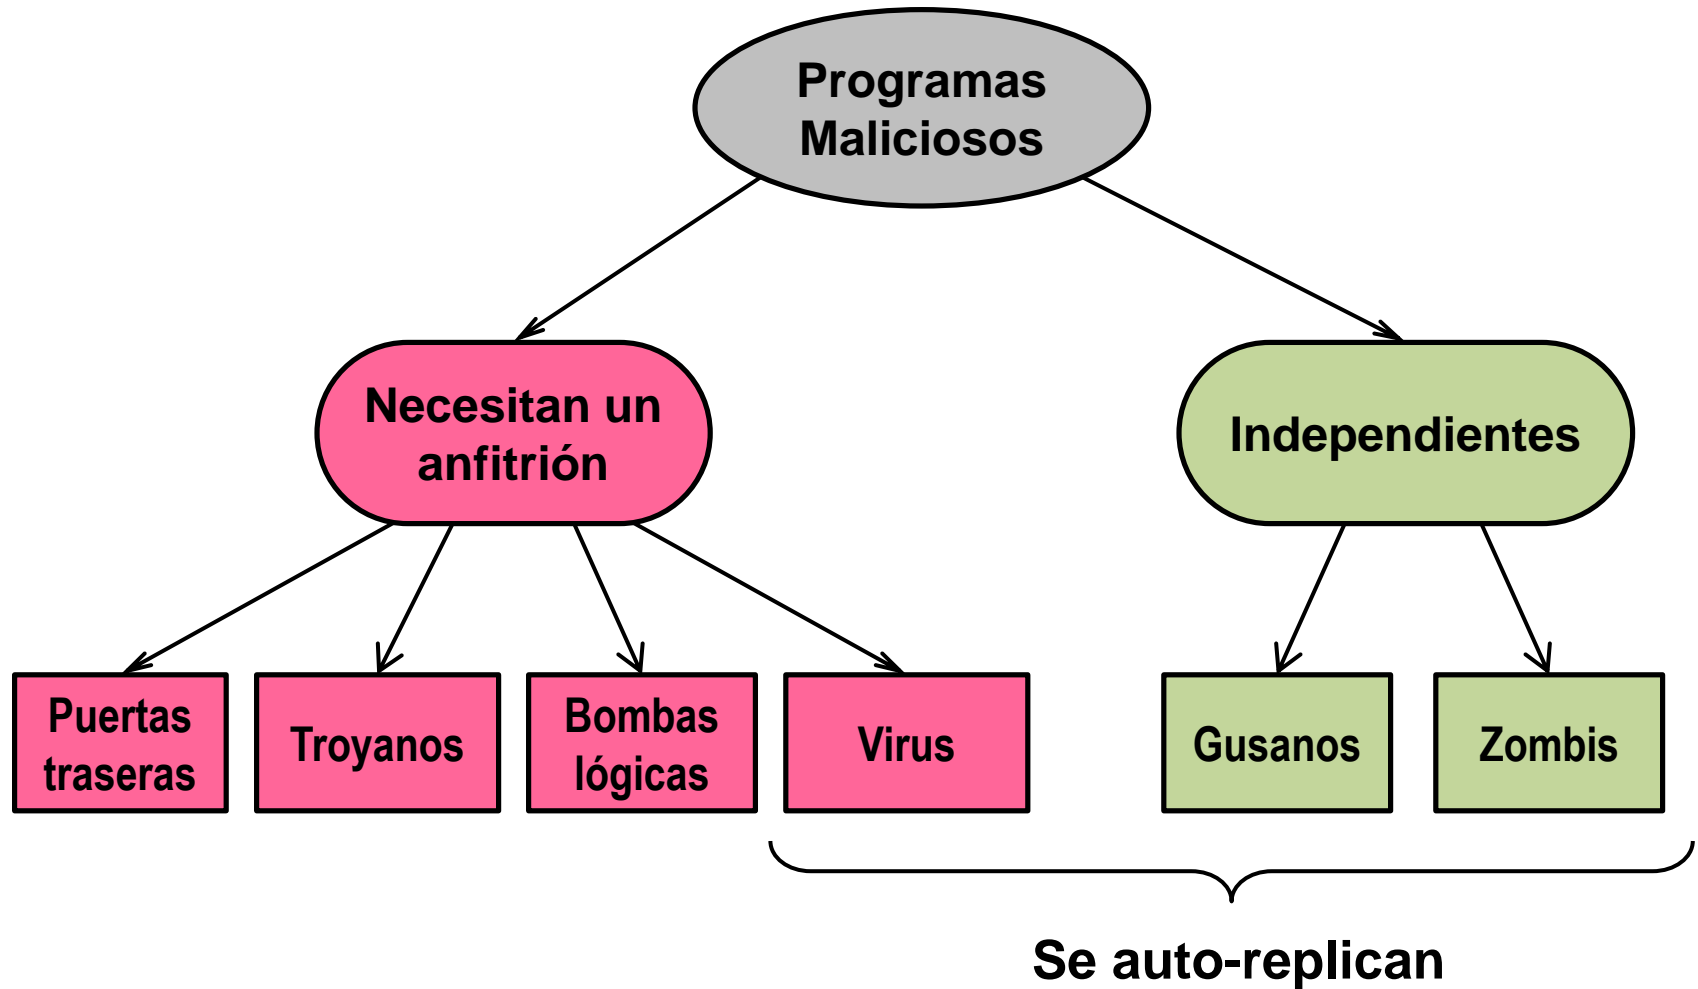 Programas
Maliciosos
Necesitan un
anfitrión
Independientes
Puertas
traseras
Troyanos
Bombas
lógicas
Virus
Gusanos
Zombis
Se auto-replican